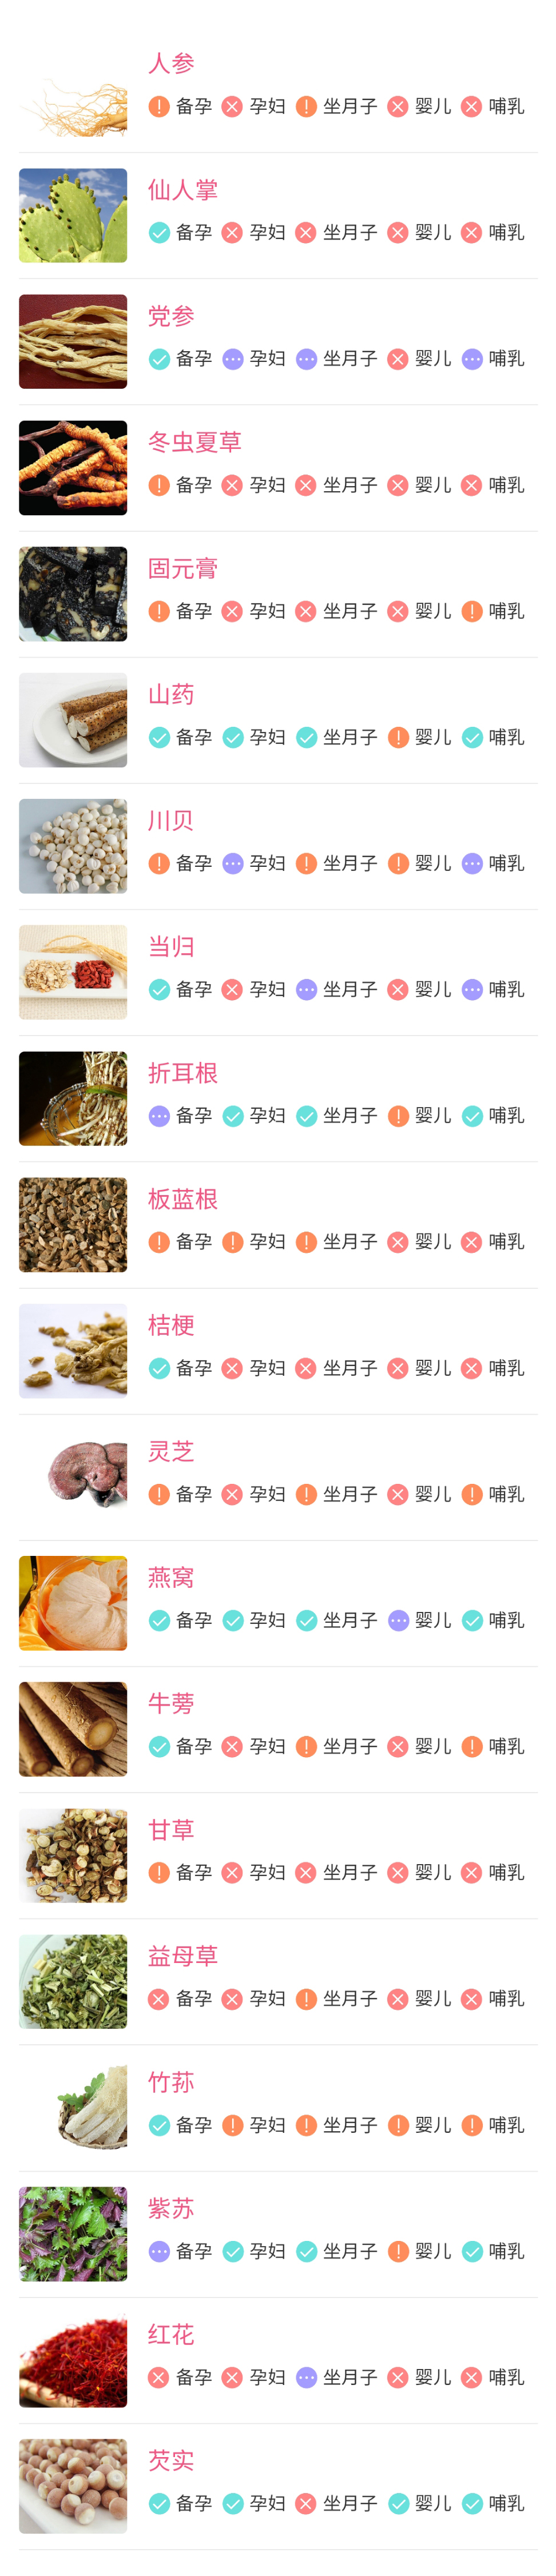 人参
备孕 孕妇 坐月子 婴儿 哺乳
仙人掌
备孕 孕妇 坐月子 婴儿 哺乳
党参
备孕 孕妇 坐月子 婴儿 哺乳
冬虫夏草
备孕 孕妇 坐月子 婴儿 哺乳
固元膏
备孕 孕妇 坐月子 婴儿 哺乳
山药
备孕 孕妇 坐月子 婴儿 哺乳
川贝
备孕 孕妇 坐月子 婴儿 哺乳
当归
备孕 孕妇 坐月子 婴儿 哺乳
折耳根
备孕 孕妇 坐月子 婴儿 哺乳
板蓝根
备孕 孕妇 坐月子 婴儿 哺乳
桔梗
备孕 孕妇 坐月子 婴儿 哺乳
灵芝
备孕 孕妇 坐月子 婴儿 哺乳
燕窝
备孕 孕妇 坐月子 婴儿 哺乳
牛蒡
备孕 孕妇 坐月子 婴儿 哺乳
甘草
备孕 孕妇 坐月子 婴儿 哺乳
益母草
备孕 孕妇 坐月子 婴儿 哺乳
竹荪
备孕 孕妇 坐月子 婴儿 哺乳
紫苏
备孕 孕妇 坐月子 婴儿 哺乳
红花
备孕 孕妇 坐月子 婴儿 哺乳
芡实
备孕 孕妇 坐月子 婴儿 哺乳